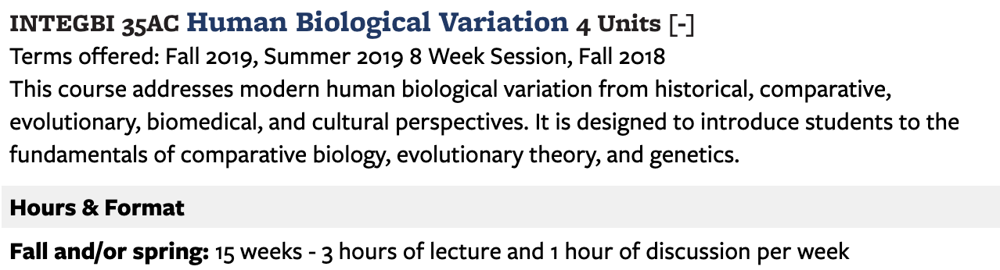 INTEGBI 35AC Human Biological Variation 4 Units [-]
Terms offered: Fall 2019, Summer 2019 8 Week Session, Fall 2018
This course addresses modern human biological variation from historical, comparative,
evolutionary, biomedical, and cultural perspectives. It is designed to introduce students to the
fundamentals of comparative biology, evolutionary theory, and genetics.
Hours & Format
Fall and/or spring: 15 weeks - 3 hours of lecture and 1 hour of discussion per week